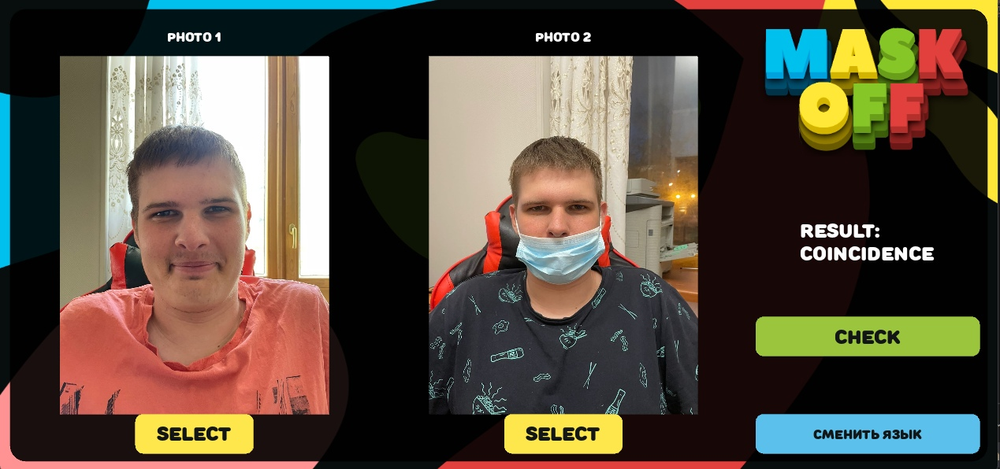 PHOTO 1
PHOTO 2
MASK
OFF
RESULT:
COINCIDENCE
CHECK
SELECT
SELECT
СМЕНИТЬ ЯЗЫК